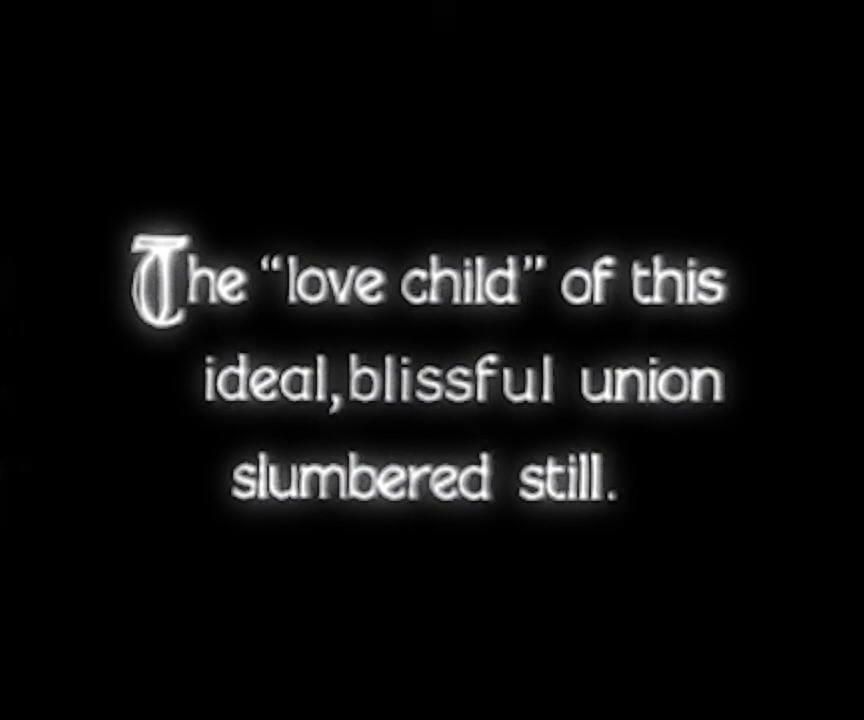 The “love child” of this
ideal, blissful union
slumbered still.